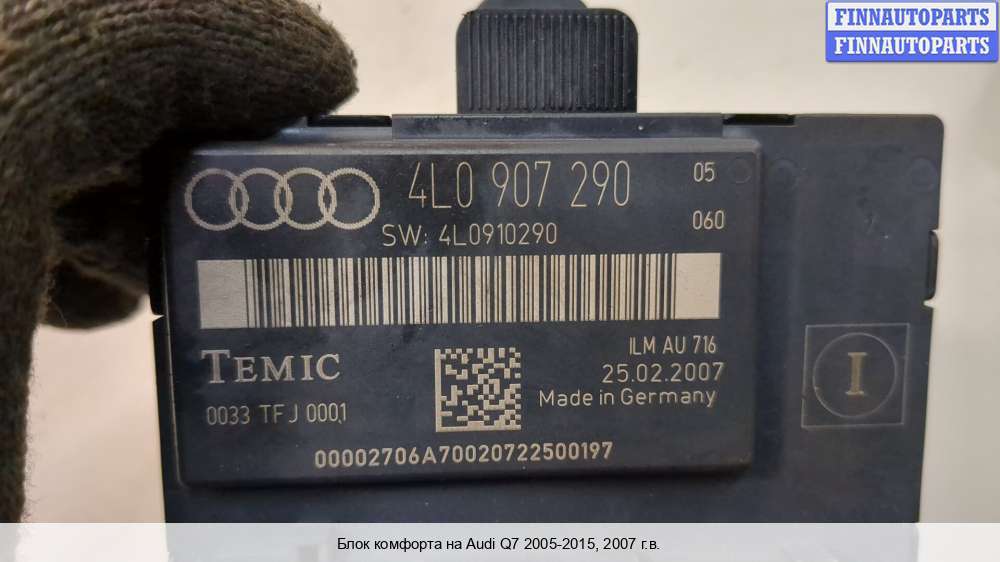 FINNAUTOPARTS
FINNAUTOPARTS
4L0 907 290 05
SW: 4L0910290 060
TEMIC
ILM AU 716
25.02.2007
0033 TFJ 0001
Made in Germany
I
00002706A70020722500197
Блок комфорта на Audi Q7 2005-2015, 2007 г.в.